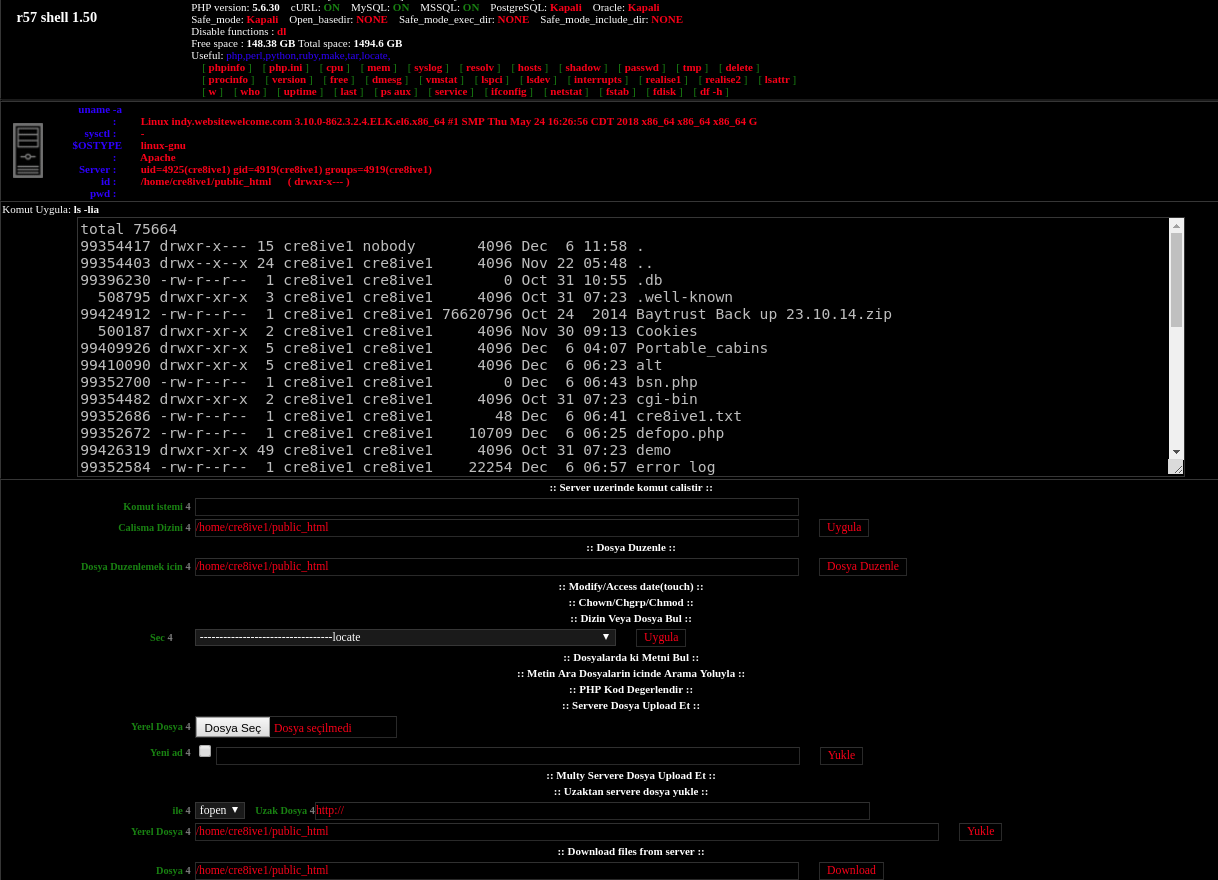 r57 shell 1.50
PHP version: 5.6.30 cURL: ON MySQL: ON MSSQL: ON PostgreSQL: Kapali Oracle: Kapali
Safe_mode: Kapali Open_basedir: NONE Safe_mode_exec_dir: NONE Safe_mode_include_dir: NONE
Disable functions : dl
Free space : 148.38 GB Total space: 1494.6 GB
Useful: php,perl,python,ruby,make,tar,locate,
[ phpinfo ] [ php.ini ] [ cpu ] [ mem ] [ syslog ] [ resolv ] [ hosts ] [ shadow ] [ passwd ] [ tmp ] [ delete ]
[ procinfo ] [ version ] [ free ] [ dmesg ] [ vmstat ] [ lspci ] [ lsdev ] [ interrupts ] [ realise1 ] [ realise2 ] [ lsattr ]
[ w ] [ who ] [ uptime ] [ last ] [ ps aux ] [ service ] [ ifconfig ] [ netstat ] [ fstab ] [ fdisk ] [ df -h ]
uname -a
: Linux indy.websitewelcome.com 3.10.0-862.3.2.4.ELK.el6.x86_64 #1 SMP Thu May 24 16:26:56 CDT 2018 x86_64 x86_64 x86_64 G
sysctl : -
$OSTYPE linux-gnu
: Apache
Server : uid=4925(cre8ive1) gid=4919(cre8ive1) groups=4919(cre8ive1)
id : /home/cre8ive1/public_html ( drwxr-x--- )
pwd :
Komut Uygula: ls -lia
total 75664
99354417 drwxr-x--- 15 cre8ive1 nobody 4096 Dec 6 11:58 .
99354403 drwx--x--x 24 cre8ive1 cre8ive1 4096 Nov 22 05:48 ..
99396230 -rw-r--r-- 1 cre8ive1 cre8ive1 0 Oct 31 10:55 .db
508795 drwxr-xr-x 3 cre8ive1 cre8ive1 4096 Oct 31 07:23 .well-known
99424912 -rw-r--r-- 1 cre8ive1 cre8ive1 76620796 Oct 24 2014 Baytrust Back up 23.10.14.zip
500187 drwxr-xr-x 2 cre8ive1 cre8ive1 4096 Nov 30 09:13 Cookies
99409926 drwxr-xr-x 5 cre8ive1 cre8ive1 4096 Dec 6 04:07 Portable_cabins
99410090 drwxr-xr-x 5 cre8ive1 cre8ive1 4096 Dec 6 06:23 alt
99352700 -rw-r--r-- 1 cre8ive1 cre8ive1 0 Dec 6 06:43 bsn.php
99354482 drwxr-xr-x 2 cre8ive1 cre8ive1 4096 Oct 31 07:23 cgi-bin
99352686 -rw-r--r-- 1 cre8ive1 cre8ive1 48 Dec 6 06:41 cre8ive1.txt
99352672 -rw-r--r-- 1 cre8ive1 cre8ive1 10709 Dec 6 06:25 defopo.php
99426319 drwxr-xr-x 49 cre8ive1 cre8ive1 4096 Oct 31 07:23 demo
99352584 -rw-r--r-- 1 cre8ive1 cre8ive1 22254 Dec 6 06:57 error_log
:: Server uzerinde komut calistir ::
Komut istemi 4
Calisma Dizini 4 /home/cre8ive1/public_html Uygula
:: Dosya Duzenle ::
Dosya Duzenlemek icin 4 /home/cre8ive1/public_html Dosya Duzenle
:: Modify/Access date(touch) ::
:: Chown/Chgrp/Chmod ::
:: Dizin Veya Dosya Bul ::
Sec 4 ----------------------------------locate Uygula
:: Dosyalarda ki Metni Bul ::
:: Metin Ara Dosyalarin icinde Arama Yoluyla ::
:: PHP Kod Degerlendir ::
:: Servere Dosya Upload Et ::
Yerel Dosya 4 Dosya Seç Dosya seçilmedi
Yeni ad 4 Yukle
:: Multy Servere Dosya Upload Et ::
:: Uzaktan servere dosya yukle ::
ile 4 fopen Uzak Dosya 4 http://
Yerel Dosya 4 /home/cre8ive1/public_html Yukle
:: Download files from server ::
Dosya 4 /home/cre8ive1/public_html Download